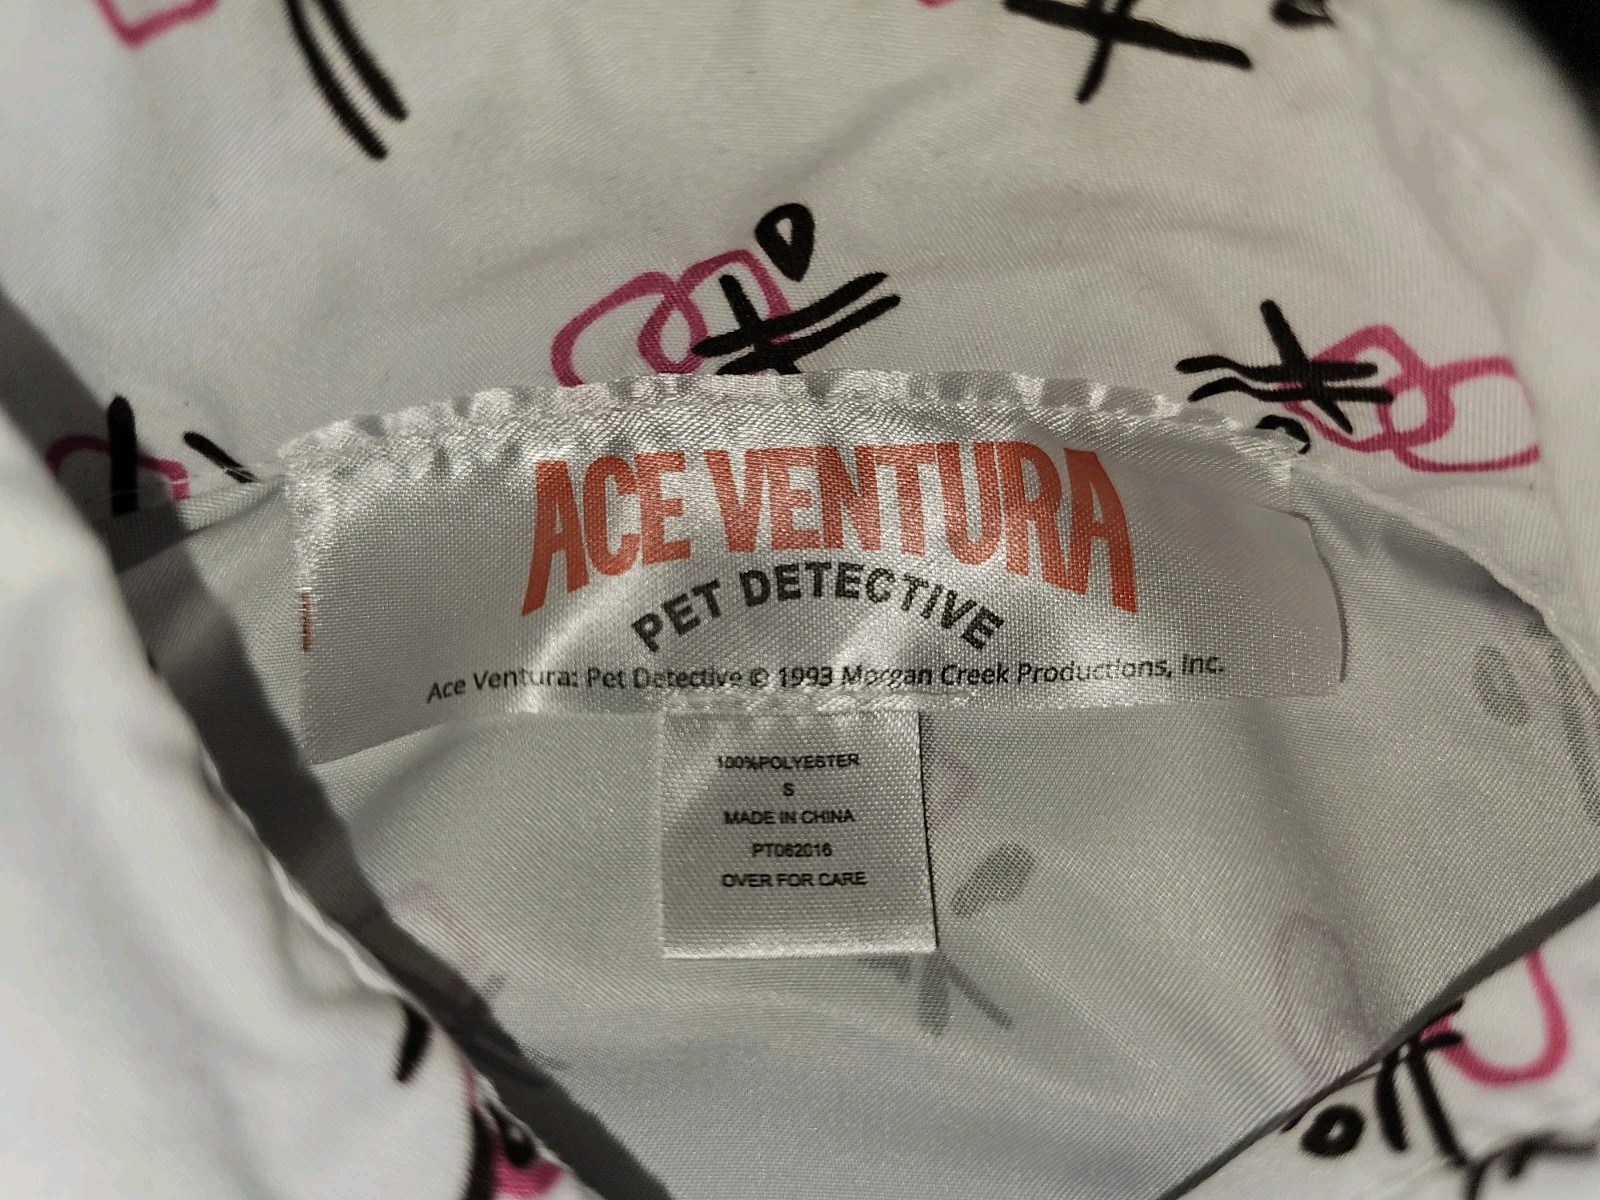 ACE VENTURA
PET DETECTIVE
Ace Ventura: Pet Detective © 1993 Morgan Creek Productions, Inc.
100%POLYESTER
S
MADE IN CHINA
PT082016
OVER FOR CARE